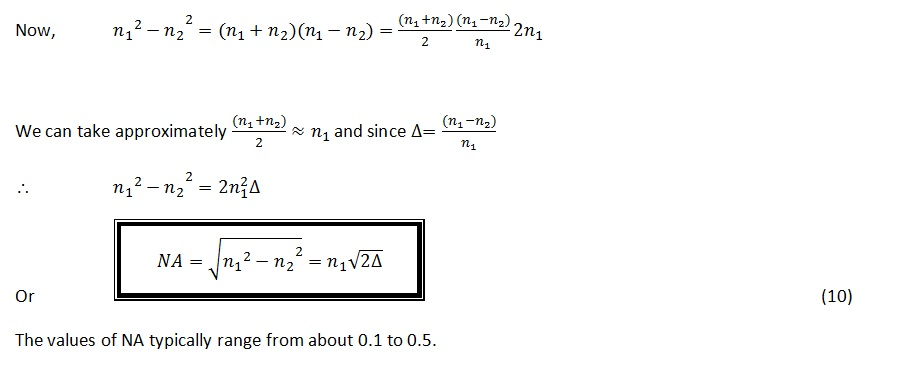 Now, n₁² − n₂² = (n₁ + n₂)(n₁ − n₂) = (n₁+n₂)/2 (n₁−n₂)/n₁ 2n₁
We can take approximately (n₁+n₂)/2 ≈ n₁ and since Δ= (n₁−n₂)/n₁
∴ n₁² − n₂² = 2n₁²Δ
NA = √(n₁² − n₂²) = n₁√2Δ
Or (10)
The values of NA typically range from about 0.1 to 0.5.